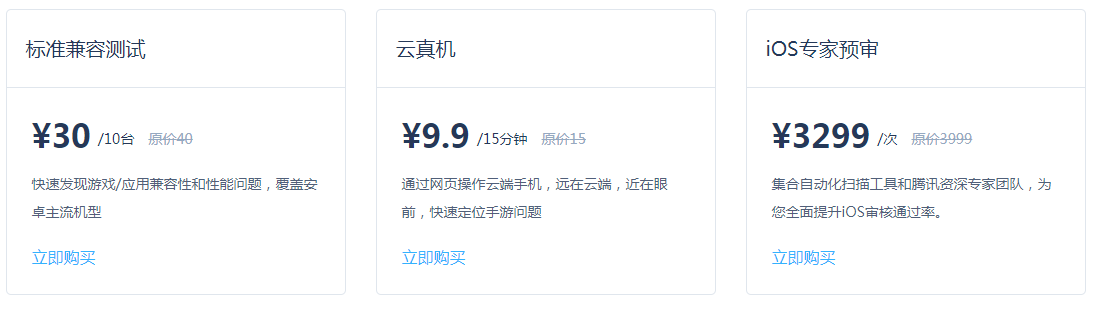 标准兼容测试
¥30 /10台 原价40
快速发现游戏/应用兼容性和性能问题，覆盖安
卓主流机型
立即购买
云真机
¥9.9 /15分钟 原价15
通过网页操作云端手机，远在云端，近在眼
前，快速定位手游问题
立即购买
iOS专家预审
¥3299 /次 原价3999
集合自动化扫描工具和腾讯资深专家团队，为
您全面提升iOS审核通过率。
立即购买